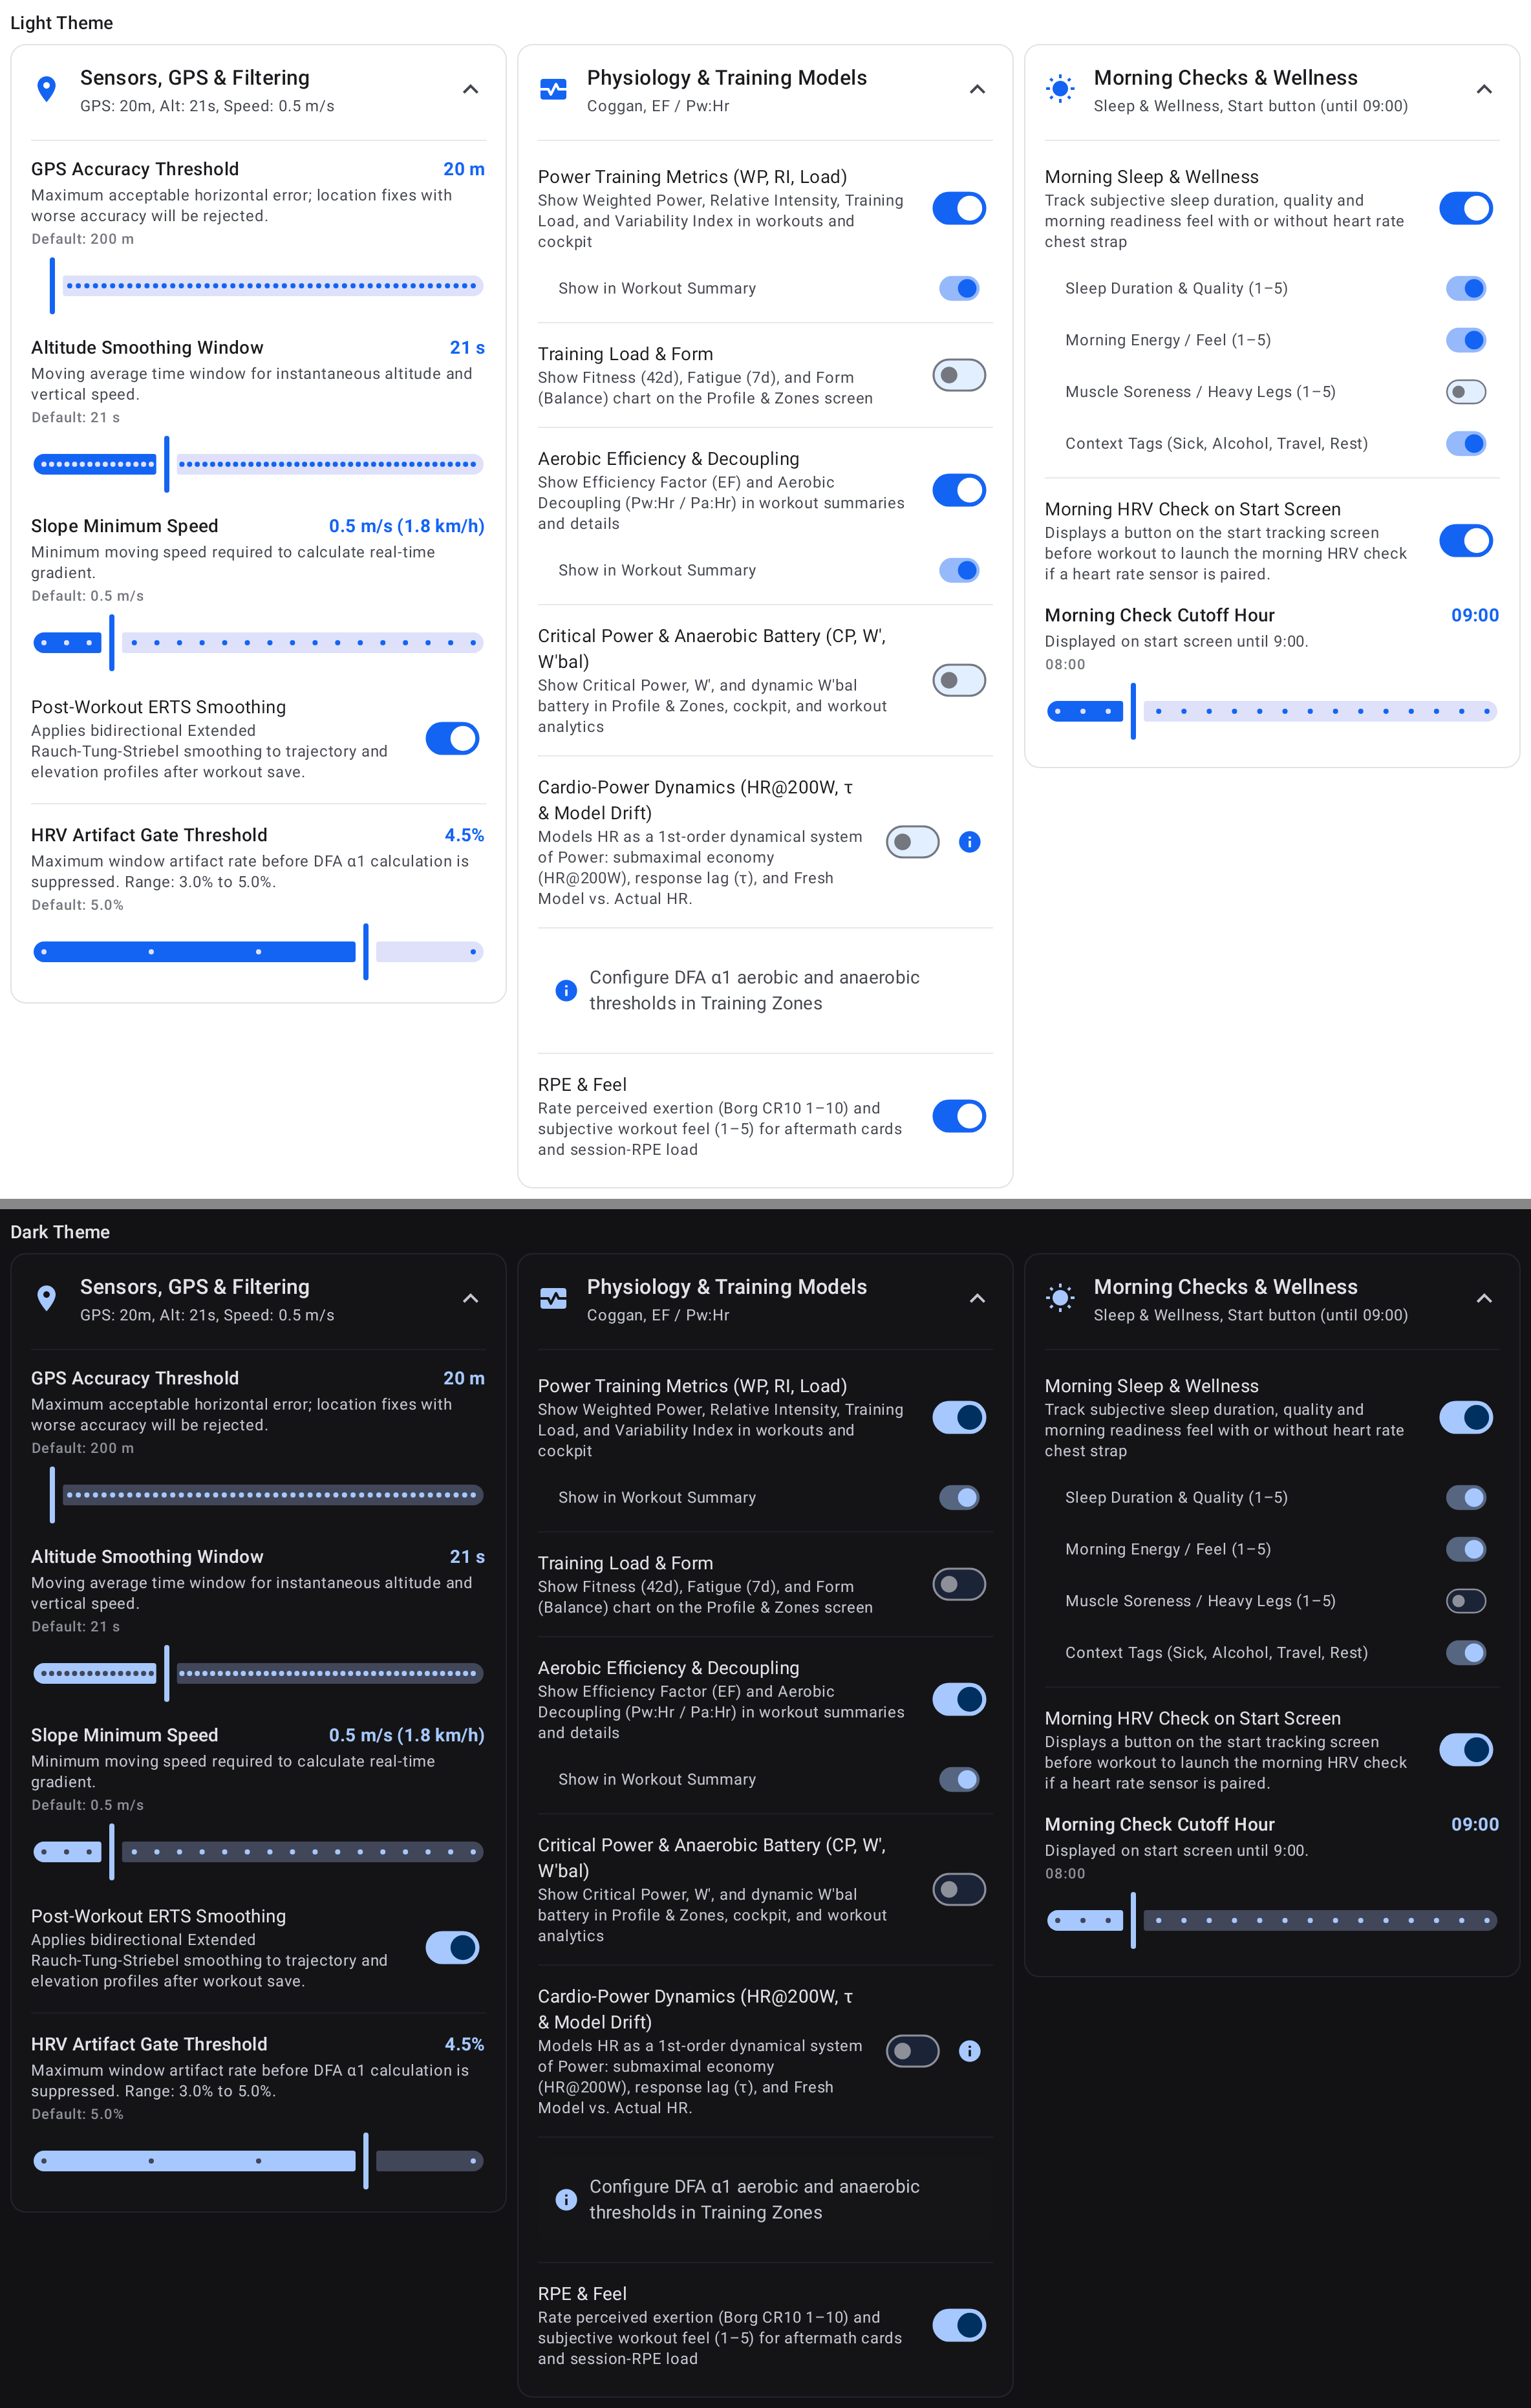 Light Theme
Sensors, GPS & Filtering
GPS: 20m, Alt: 21s, Speed: 0.5 m/s
GPS Accuracy Threshold 20 m
Maximum acceptable horizontal error; location fixes with
worse accuracy will be rejected.
Default: 200 m
Altitude Smoothing Window 21 s
Moving average time window for instantaneous altitude and
vertical speed.
Default: 21 s
Slope Minimum Speed 0.5 m/s (1.8 km/h)
Minimum moving speed required to calculate real-time
gradient.
Default: 0.5 m/s
Post-Workout ERTS Smoothing
Applies bidirectional Extended
Rauch-Tung-Striebel smoothing to trajectory and
elevation profiles after workout save.
HRV Artifact Gate Threshold 4.5%
Maximum window artifact rate before DFA α1 calculation is
suppressed. Range: 3.0% to 5.0%.
Default: 5.0%
Physiology & Training Models
Coggan, EF / Pw:Hr
Power Training Metrics (WP, RI, Load)
Show Weighted Power, Relative Intensity, Training
Load, and Variability Index in workouts and
cockpit
Show in Workout Summary
Training Load & Form
Show Fitness (42d), Fatigue (7d), and Form
(Balance) chart on the Profile & Zones screen
Aerobic Efficiency & Decoupling
Show Efficiency Factor (EF) and Aerobic
Decoupling (Pw:Hr / Pa:Hr) in workout summaries
and details
Show in Workout Summary
Critical Power & Anaerobic Battery (CP, W',
W'bal)
Show Critical Power, W', and dynamic W'bal
battery in Profile & Zones, cockpit, and workout
analytics
Cardio-Power Dynamics (HR@200W, τ
& Model Drift)
Models HR as a 1st-order dynamical system
of Power: submaximal economy
(HR@200W), response lag (τ), and Fresh
Model vs. Actual HR.
Configure DFA α1 aerobic and anaerobic
thresholds in Training Zones
RPE & Feel
Rate perceived exertion (Borg CR10 1–10) and
subjective workout feel (1–5) for aftermath cards
and session-RPE load
Morning Checks & Wellness
Sleep & Wellness, Start button (until 09:00)
Morning Sleep & Wellness
Track subjective sleep duration, quality and
morning readiness feel with or without heart rate
chest strap
Sleep Duration & Quality (1–5)
Morning Energy / Feel (1–5)
Muscle Soreness / Heavy Legs (1–5)
Context Tags (Sick, Alcohol, Travel, Rest)
Morning HRV Check on Start Screen
Displays a button on the start tracking screen
before workout to launch the morning HRV check
if a heart rate sensor is paired.
Morning Check Cutoff Hour 09:00
Displayed on start screen until 9:00.
08:00
Dark Theme
Sensors, GPS & Filtering
GPS: 20m, Alt: 21s, Speed: 0.5 m/s
GPS Accuracy Threshold 20 m
Maximum acceptable horizontal error; location fixes with
worse accuracy will be rejected.
Default: 200 m
Altitude Smoothing Window 21 s
Moving average time window for instantaneous altitude and
vertical speed.
Default: 21 s
Slope Minimum Speed 0.5 m/s (1.8 km/h)
Minimum moving speed required to calculate real-time
gradient.
Default: 0.5 m/s
Post-Workout ERTS Smoothing
Applies bidirectional Extended
Rauch-Tung-Striebel smoothing to trajectory and
elevation profiles after workout save.
HRV Artifact Gate Threshold 4.5%
Maximum window artifact rate before DFA α1 calculation is
suppressed. Range: 3.0% to 5.0%.
Default: 5.0%
Physiology & Training Models
Coggan, EF / Pw:Hr
Power Training Metrics (WP, RI, Load)
Show Weighted Power, Relative Intensity, Training
Load, and Variability Index in workouts and
cockpit
Show in Workout Summary
Training Load & Form
Show Fitness (42d), Fatigue (7d), and Form
(Balance) chart on the Profile & Zones screen
Aerobic Efficiency & Decoupling
Show Efficiency Factor (EF) and Aerobic
Decoupling (Pw:Hr / Pa:Hr) in workout summaries
and details
Show in Workout Summary
Critical Power & Anaerobic Battery (CP, W',
W'bal)
Show Critical Power, W', and dynamic W'bal
battery in Profile & Zones, cockpit, and workout
analytics
Cardio-Power Dynamics (HR@200W, τ
& Model Drift)
Models HR as a 1st-order dynamical system
of Power: submaximal economy
(HR@200W), response lag (τ), and Fresh
Model vs. Actual HR.
Configure DFA α1 aerobic and anaerobic
thresholds in Training Zones
RPE & Feel
Rate perceived exertion (Borg CR10 1–10) and
subjective workout feel (1–5) for aftermath cards
and session-RPE load
Morning Checks & Wellness
Sleep & Wellness, Start button (until 09:00)
Morning Sleep & Wellness
Track subjective sleep duration, quality and
morning readiness feel with or without heart rate
chest strap
Sleep Duration & Quality (1–5)
Morning Energy / Feel (1–5)
Muscle Soreness / Heavy Legs (1–5)
Context Tags (Sick, Alcohol, Travel, Rest)
Morning HRV Check on Start Screen
Displays a button on the start tracking screen
before workout to launch the morning HRV check
if a heart rate sensor is paired.
Morning Check Cutoff Hour 09:00
Displayed on start screen until 9:00.
08:00